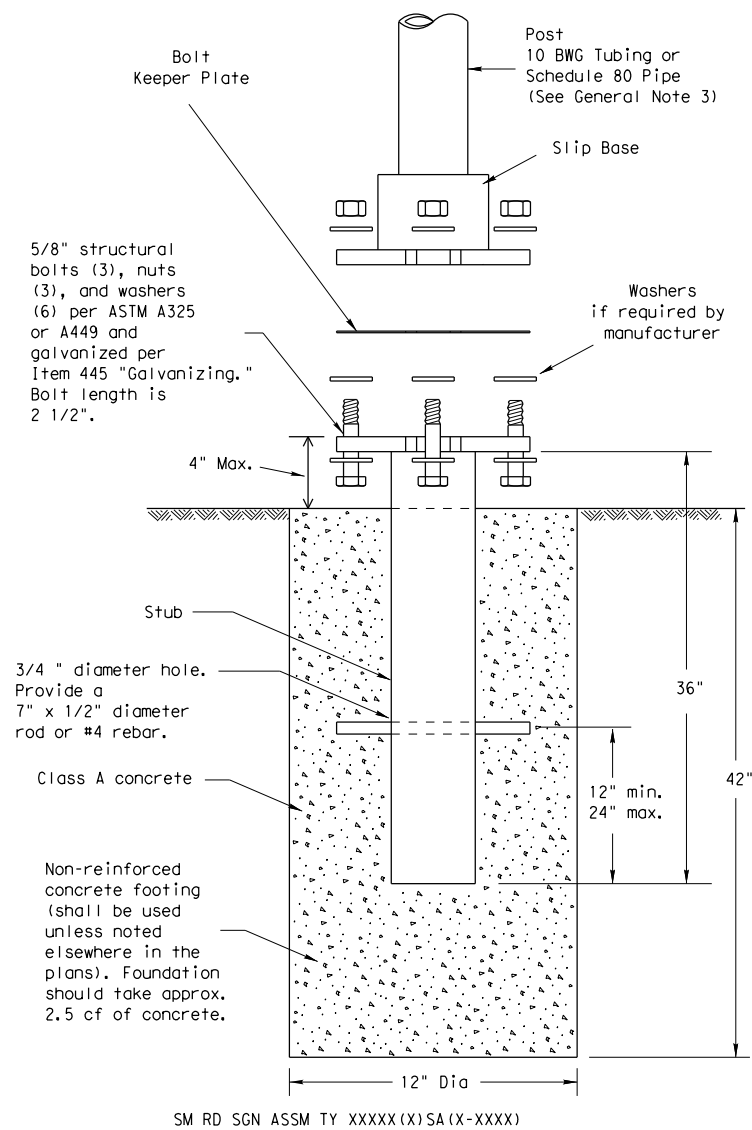 Post
10 BWG Tubing or
Schedule 80 Pipe
(See General Note 3)
Bolt
Keeper Plate
Slip Base
5/8" structural
bolts (3), nuts
(3), and washers
(6) per ASTM A325
or A449 and
galvanized per
Item 445 "Galvanizing."
Bolt length is
2 1/2".
Washers
if required by
manufacturer
4" Max.
Stub
3/4 " diameter hole.
Provide a
7" x 1/2" diameter
rod or #4 rebar.
36"
Class A concrete
12" min.
24" max.
42"
Non-reinforced
concrete footing
(shall be used
unless noted
elsewhere in the
plans). Foundation
should take approx.
2.5 cf of concrete.
12" Dia
SM RD SGN ASSM TY XXXXX(X)SA(X-XXXX)